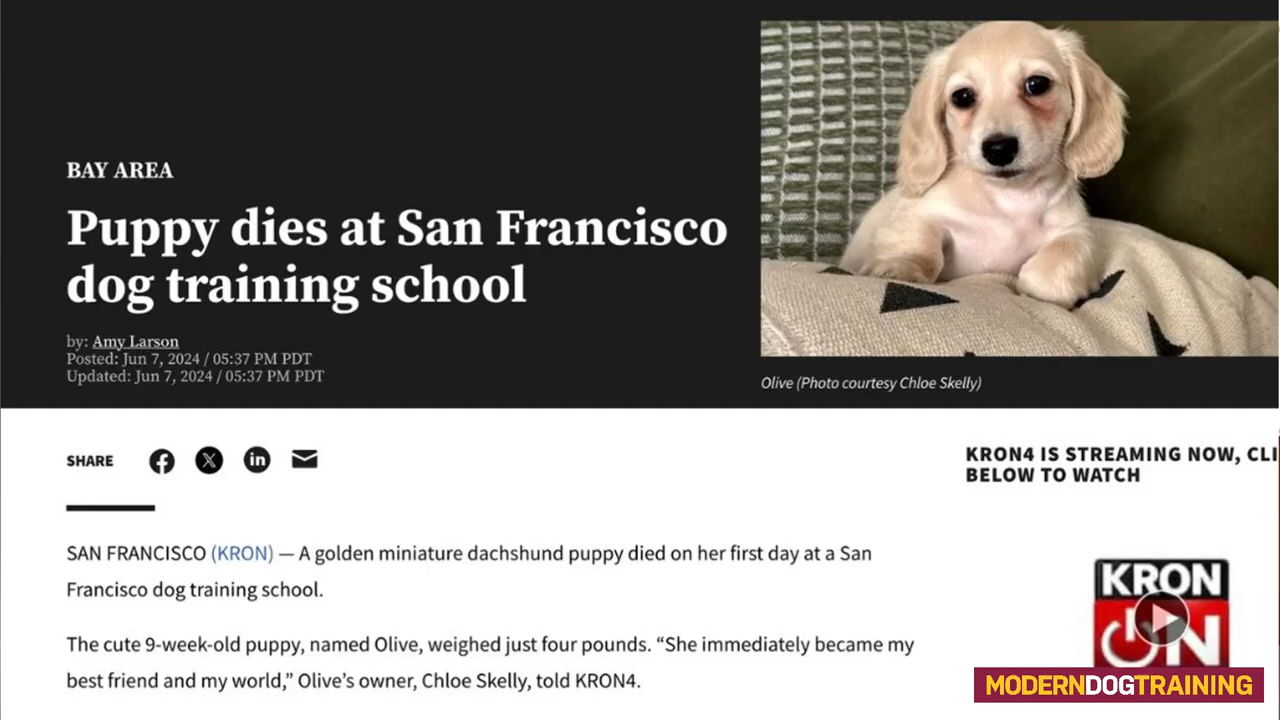 BAY AREA
Puppy dies at San Francisco
dog training school
by: Amy Larson
Posted: Jun 7, 2024 / 05:37 PM PDT
Updated: Jun 7, 2024 / 05:37 PM PDT
Olive (Photo courtesy Chloe Skelly)
SHARE
in
KRON4 IS STREAMING NOW, CLI
BELOW TO WATCH
SAN FRANCISCO (KRON) — A golden miniature dachshund puppy died on her first day at a San
Francisco dog training school.
The cute 9-week-old puppy, named Olive, weighed just four pounds. “She immediately became my
best friend and my world,” Olive’s owner, Chloe Skelly, told KRON4.
KRON
ON
MODERNDOGTRAINING